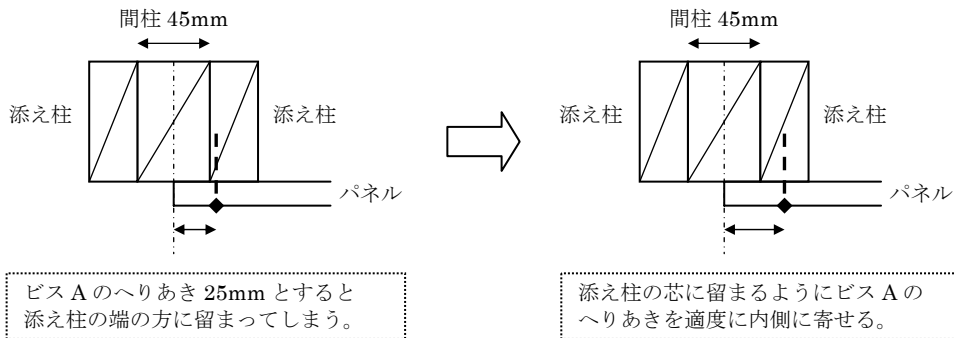 間柱 45mm
添え柱
添え柱
パネル
ビス A のへりあき 25mm とすると
添え柱の端の方に留まってしまう。
間柱 45mm
添え柱
添え柱
パネル
添え柱の芯に留まるようにビス A の
へりあきを適度に内側に寄せる。